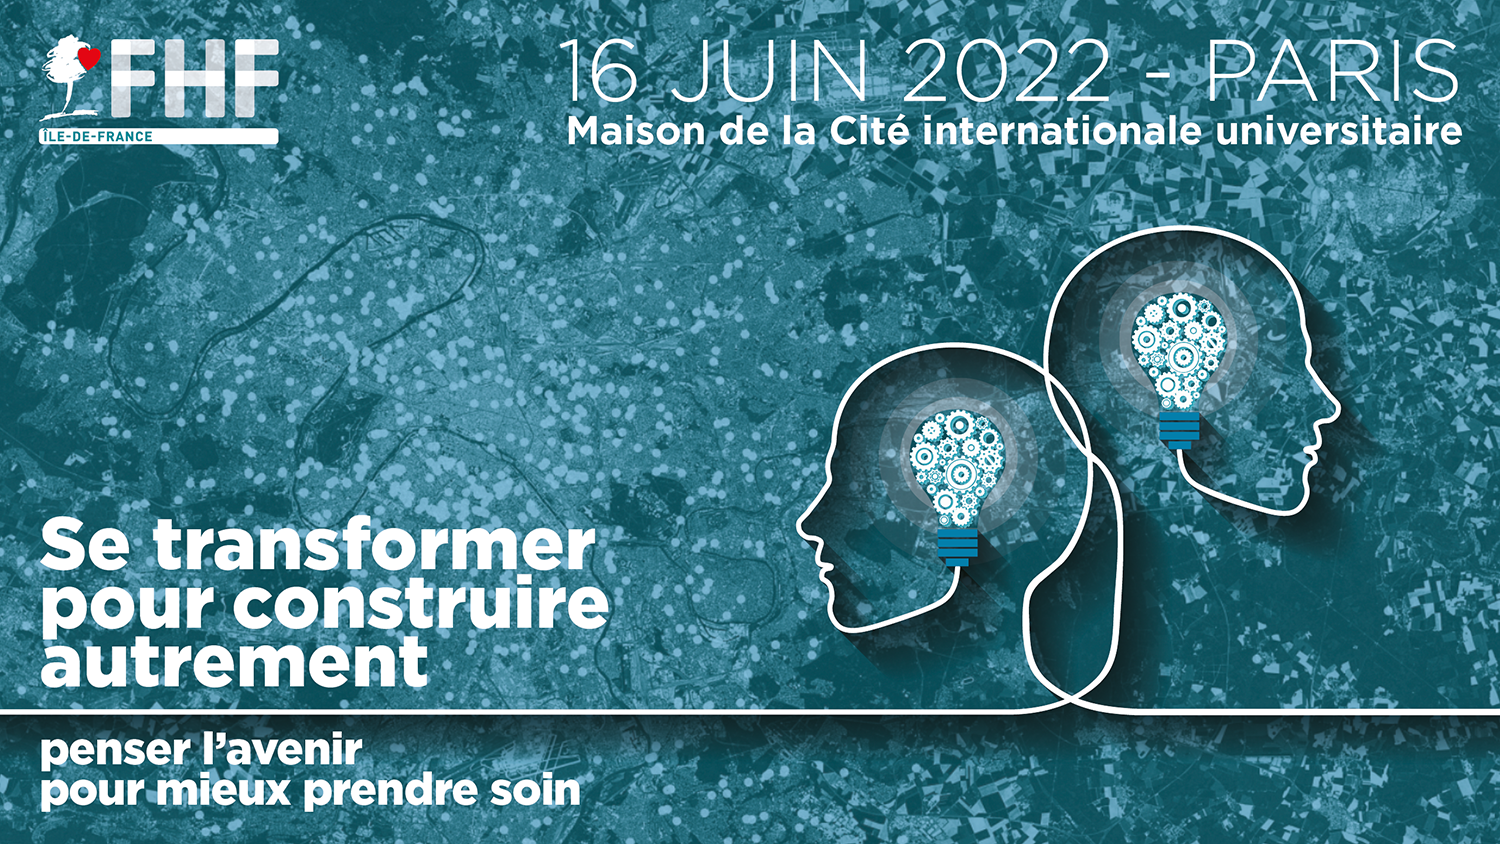 FHF
ÎLE-DE-FRANCE
16 JUIN 2022 - PARIS
Maison de la Cité internationale universitaire
Se transformer
pour construire
autrement
penser l’avenir
pour mieux prendre soin